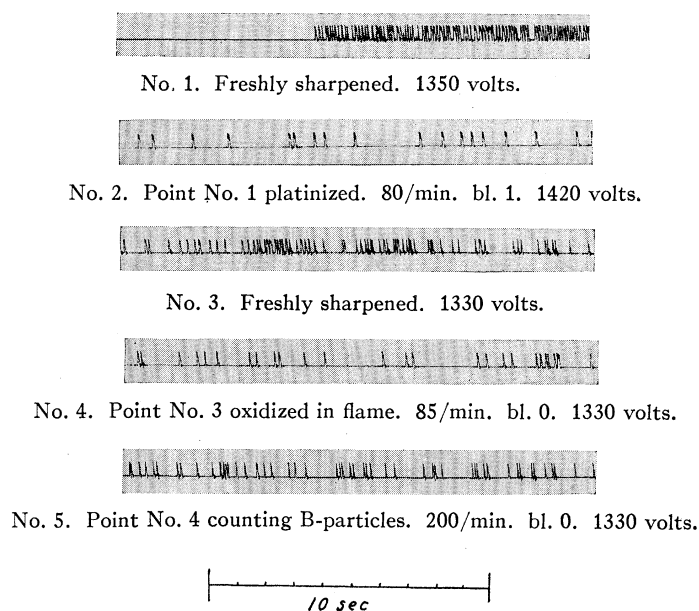 No. 1. Freshly sharpened. 1350 volts.
No. 2. Point No. 1 platinized. 80/min. bl. 1. 1420 volts.
No. 3. Freshly sharpened. 1330 volts.
No. 4. Point No. 3 oxidized in flame. 85/min. bl. 0. 1330 volts.
No. 5. Point No. 4 counting B-particles. 200/min. bl. 0. 1330 volts.
10 sec